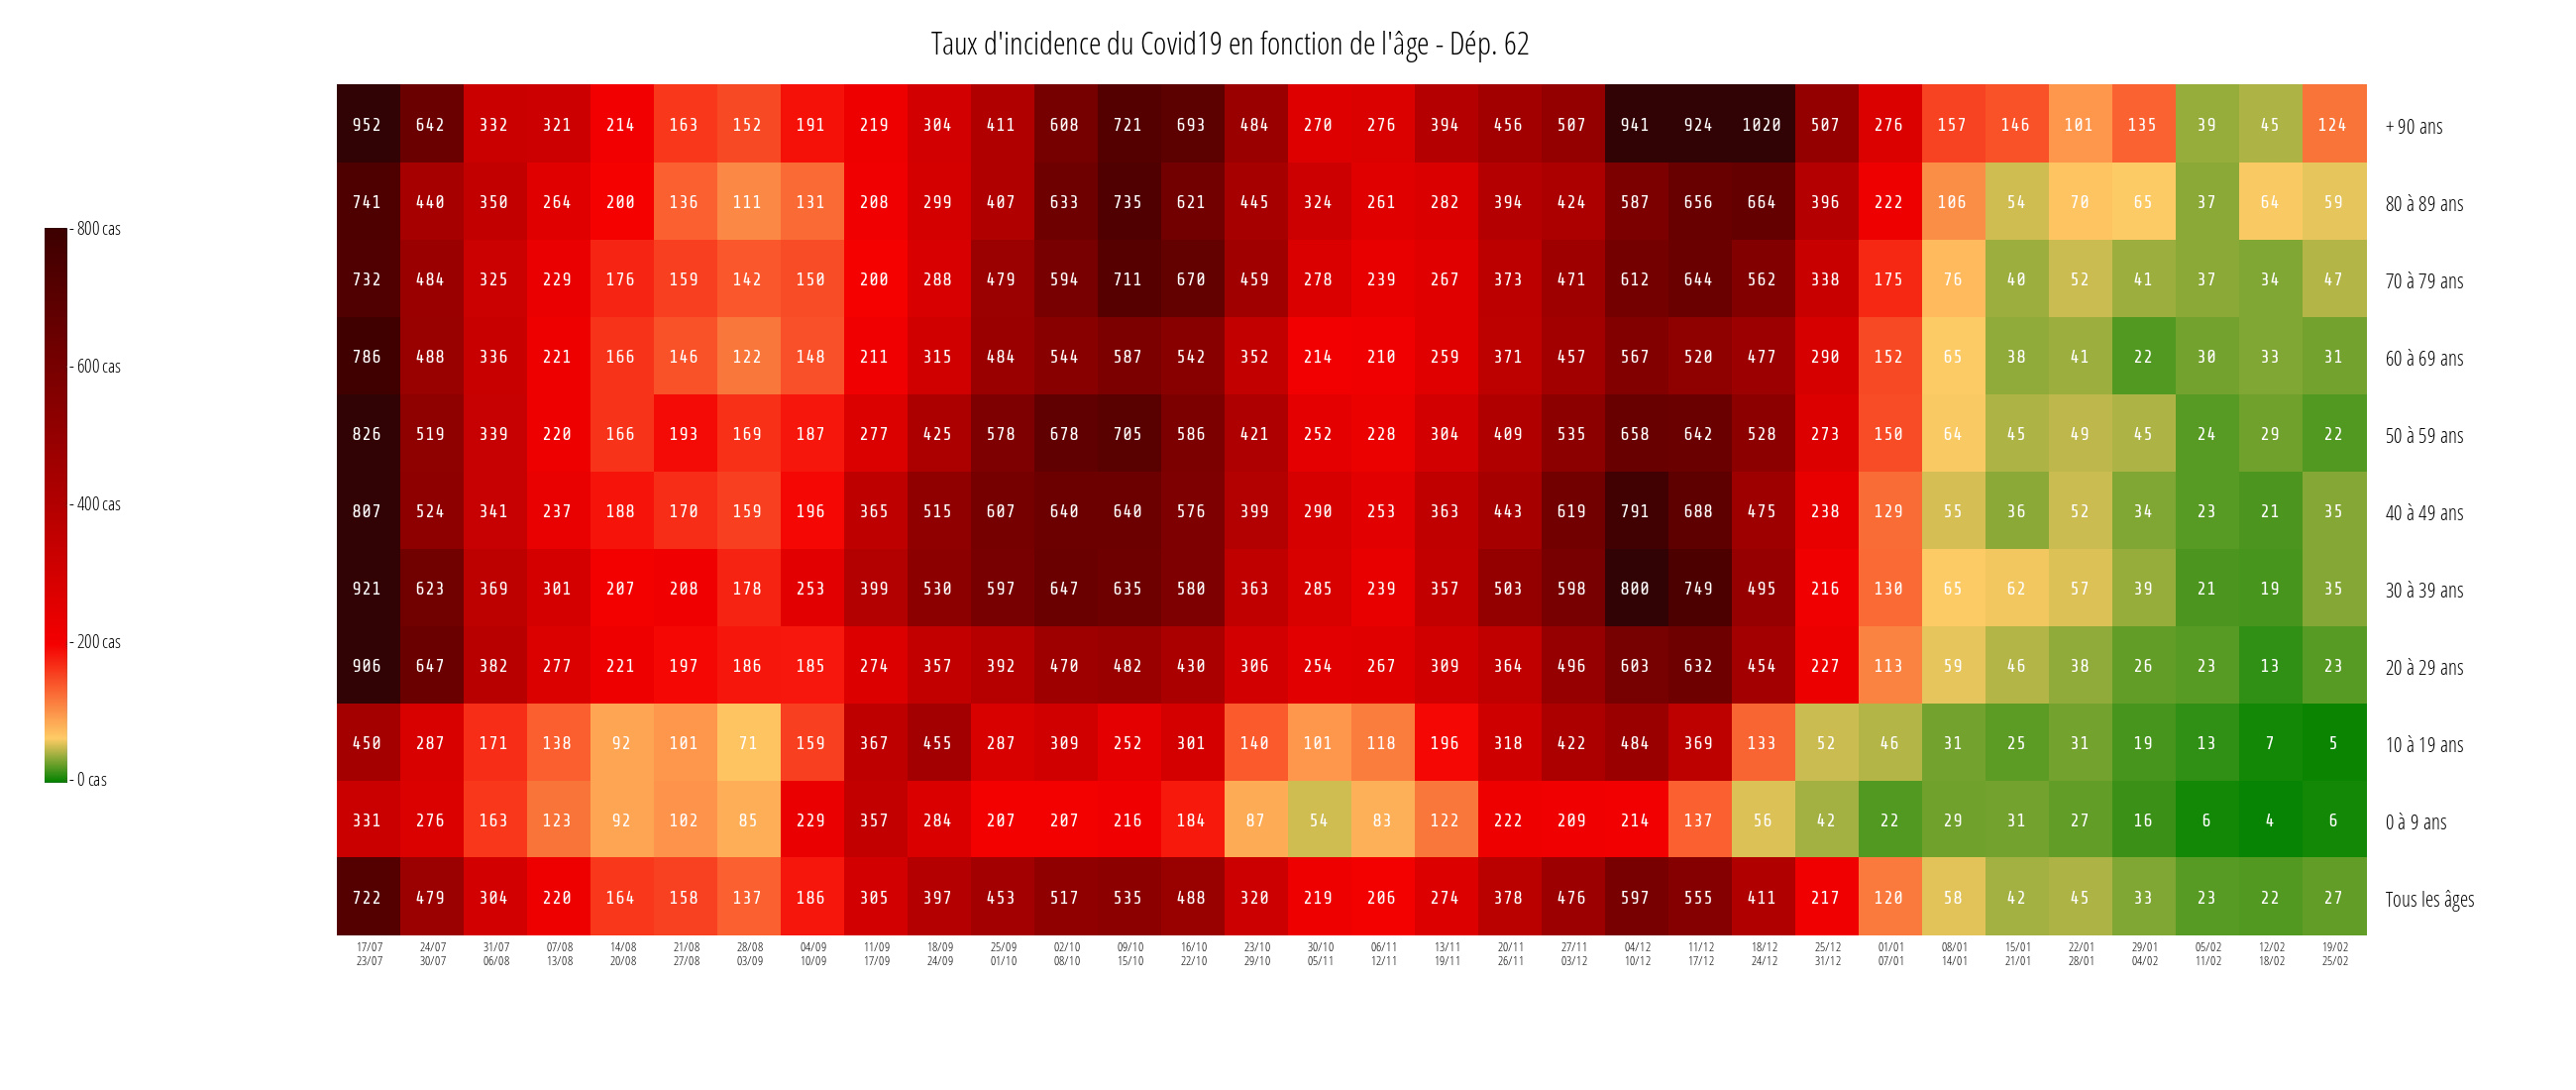 Taux d'incidence du Covid19 en fonction de l'âge - Dép. 62
- 800 cas
- 600 cas
- 400 cas
- 200 cas
- 0 cas
952 642 332 321 214 163 152 191 219 304 411 608 721 693 484 270 276 394 456 507 941 924 1020 507 276 157 146 101 135 39 45 124 + 90 ans
741 440 350 264 200 136 111 131 208 299 407 633 735 621 445 324 261 282 394 424 587 656 664 396 222 106 54 70 65 37 64 59 80 à 89 ans
732 484 325 229 176 159 142 150 200 288 479 594 711 670 459 278 239 267 373 471 612 644 562 338 175 76 40 52 41 37 34 47 70 à 79 ans
786 488 336 221 166 146 122 148 211 315 484 544 587 542 352 214 210 259 371 457 567 520 477 290 152 65 38 41 22 30 33 31 60 à 69 ans
826 519 339 220 166 193 169 187 277 425 578 678 705 586 421 252 228 304 409 535 658 642 528 273 150 64 45 49 45 24 29 22 50 à 59 ans
807 524 341 237 188 170 159 196 365 515 607 640 640 576 399 290 253 363 443 619 791 688 475 238 129 55 36 52 34 23 21 35 40 à 49 ans
921 623 369 301 207 208 178 253 399 530 597 647 635 580 363 285 239 357 503 598 800 749 495 216 130 65 62 57 39 21 19 35 30 à 39 ans
906 647 382 277 221 197 186 185 274 357 392 470 482 430 306 254 267 309 364 496 603 632 454 227 113 59 46 38 26 23 13 23 20 à 29 ans
450 287 171 138 92 101 71 159 367 455 287 309 252 301 140 101 118 196 318 422 484 369 133 52 46 31 25 31 19 13 7 5 10 à 19 ans
331 276 163 123 92 102 85 229 357 284 207 207 216 184 87 54 83 122 222 209 214 137 56 42 22 29 31 27 16 6 4 6 0 à 9 ans
722 479 304 220 164 158 137 186 305 397 453 517 535 488 320 219 206 274 378 476 597 555 411 217 120 58 42 45 33 23 22 27 Tous les âges
17/07 24/07 31/07 07/08 14/08 21/08 28/08 04/09 11/09 18/09 25/09 02/10 09/10 16/10 23/10 30/10 06/11 13/11 20/11 27/11 04/12 11/12 18/12 25/12 01/01 08/01 15/01 22/01 29/01 05/02 12/02 19/02
23/07 30/07 06/08 13/08 20/08 27/08 03/09 10/09 17/09 24/09 01/10 08/10 15/10 22/10 29/10 05/11 12/11 19/11 26/11 03/12 10/12 17/12 24/12 31/12 07/01 14/01 21/01 28/01 04/02 11/02 18/02 25/02